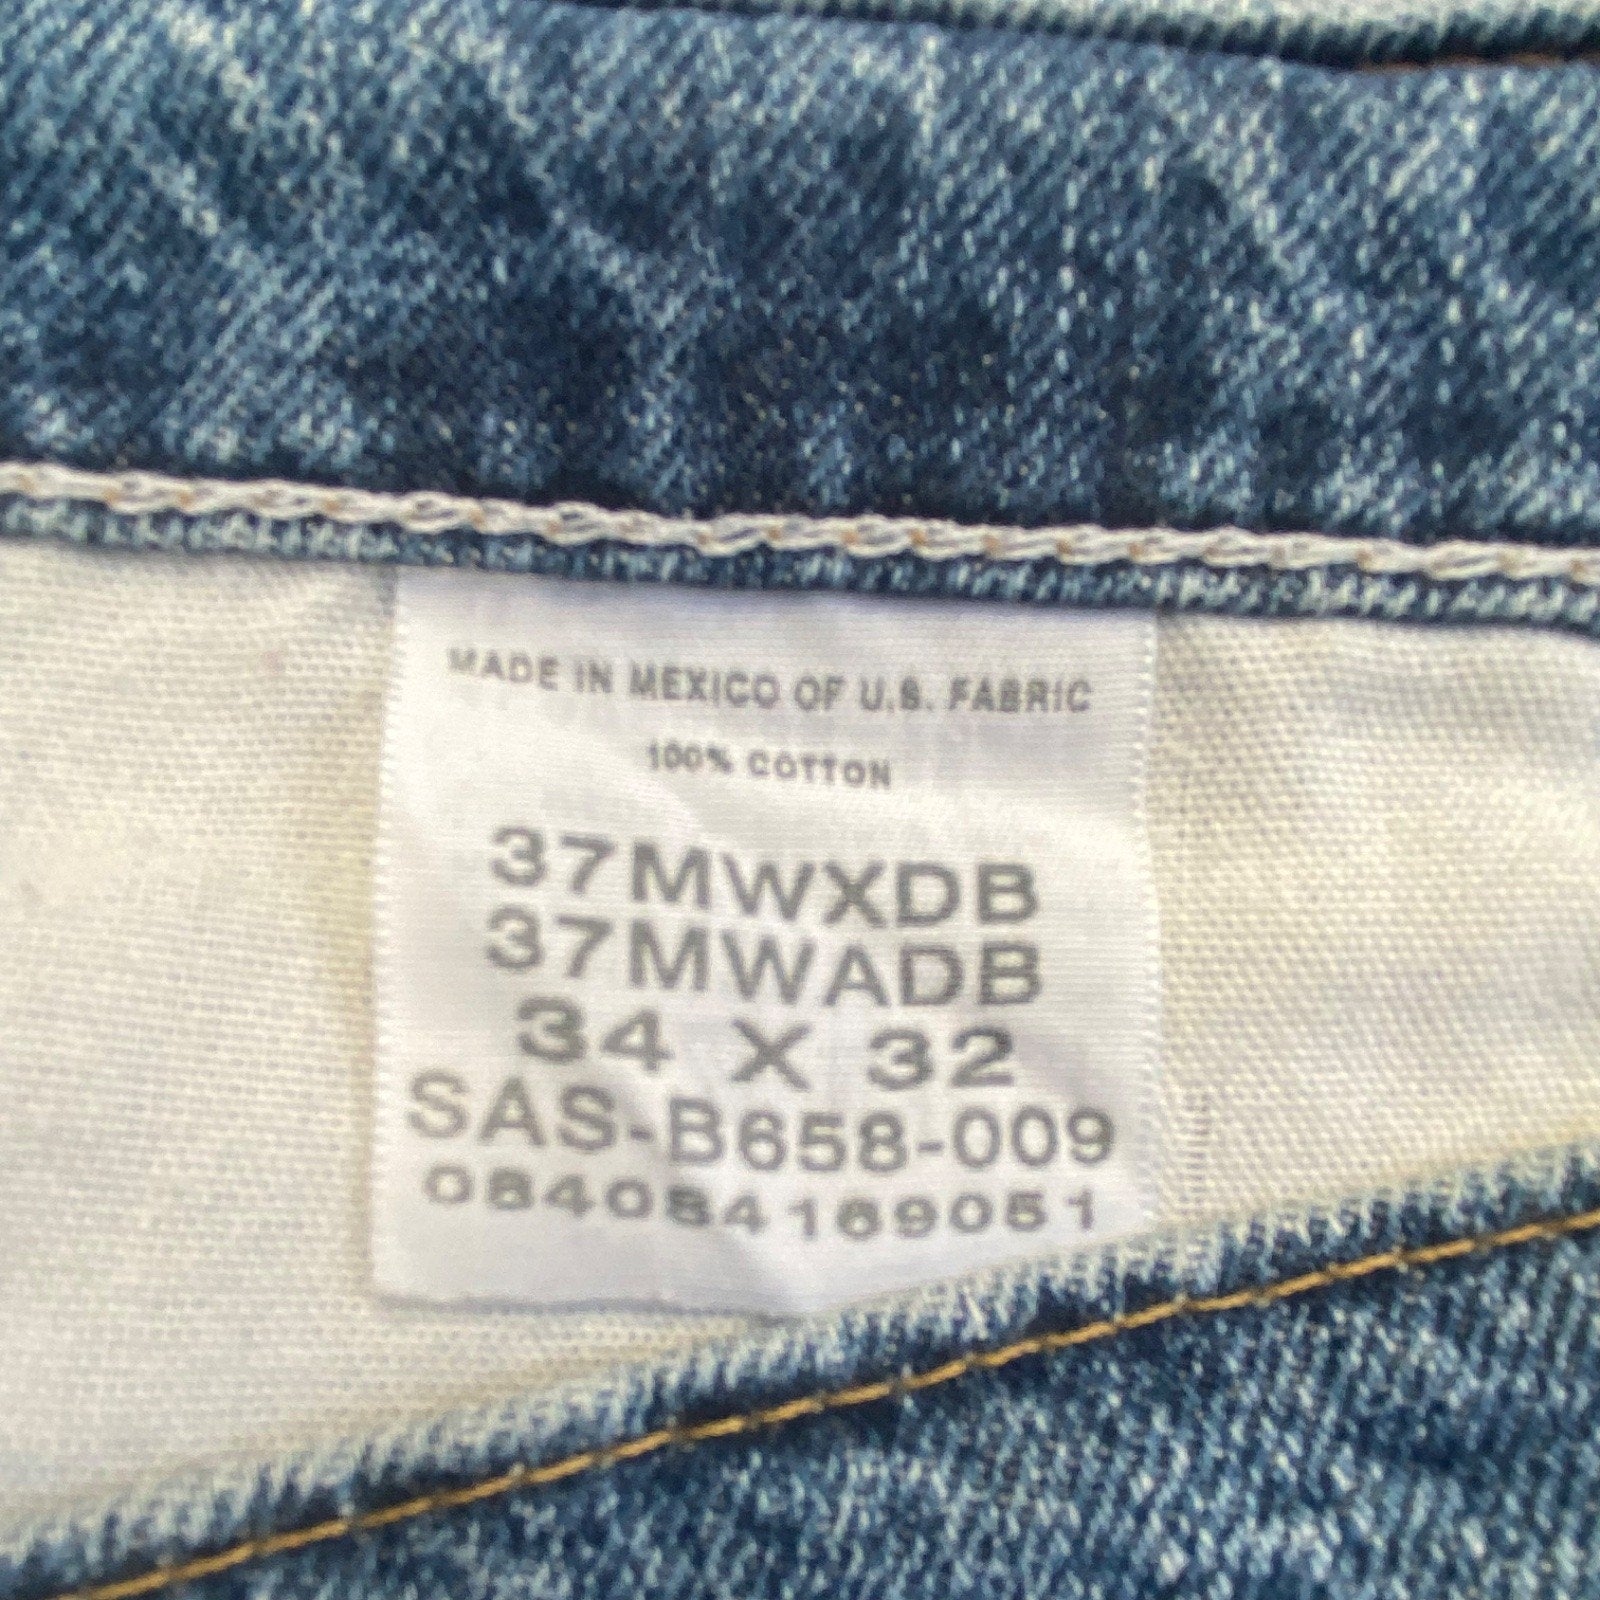 MADE IN MEXICO OF U.S. FABRIC
100% COTTON
37MWXDB
37MWADB
34 X 32
SAS-B658-009
084084169051